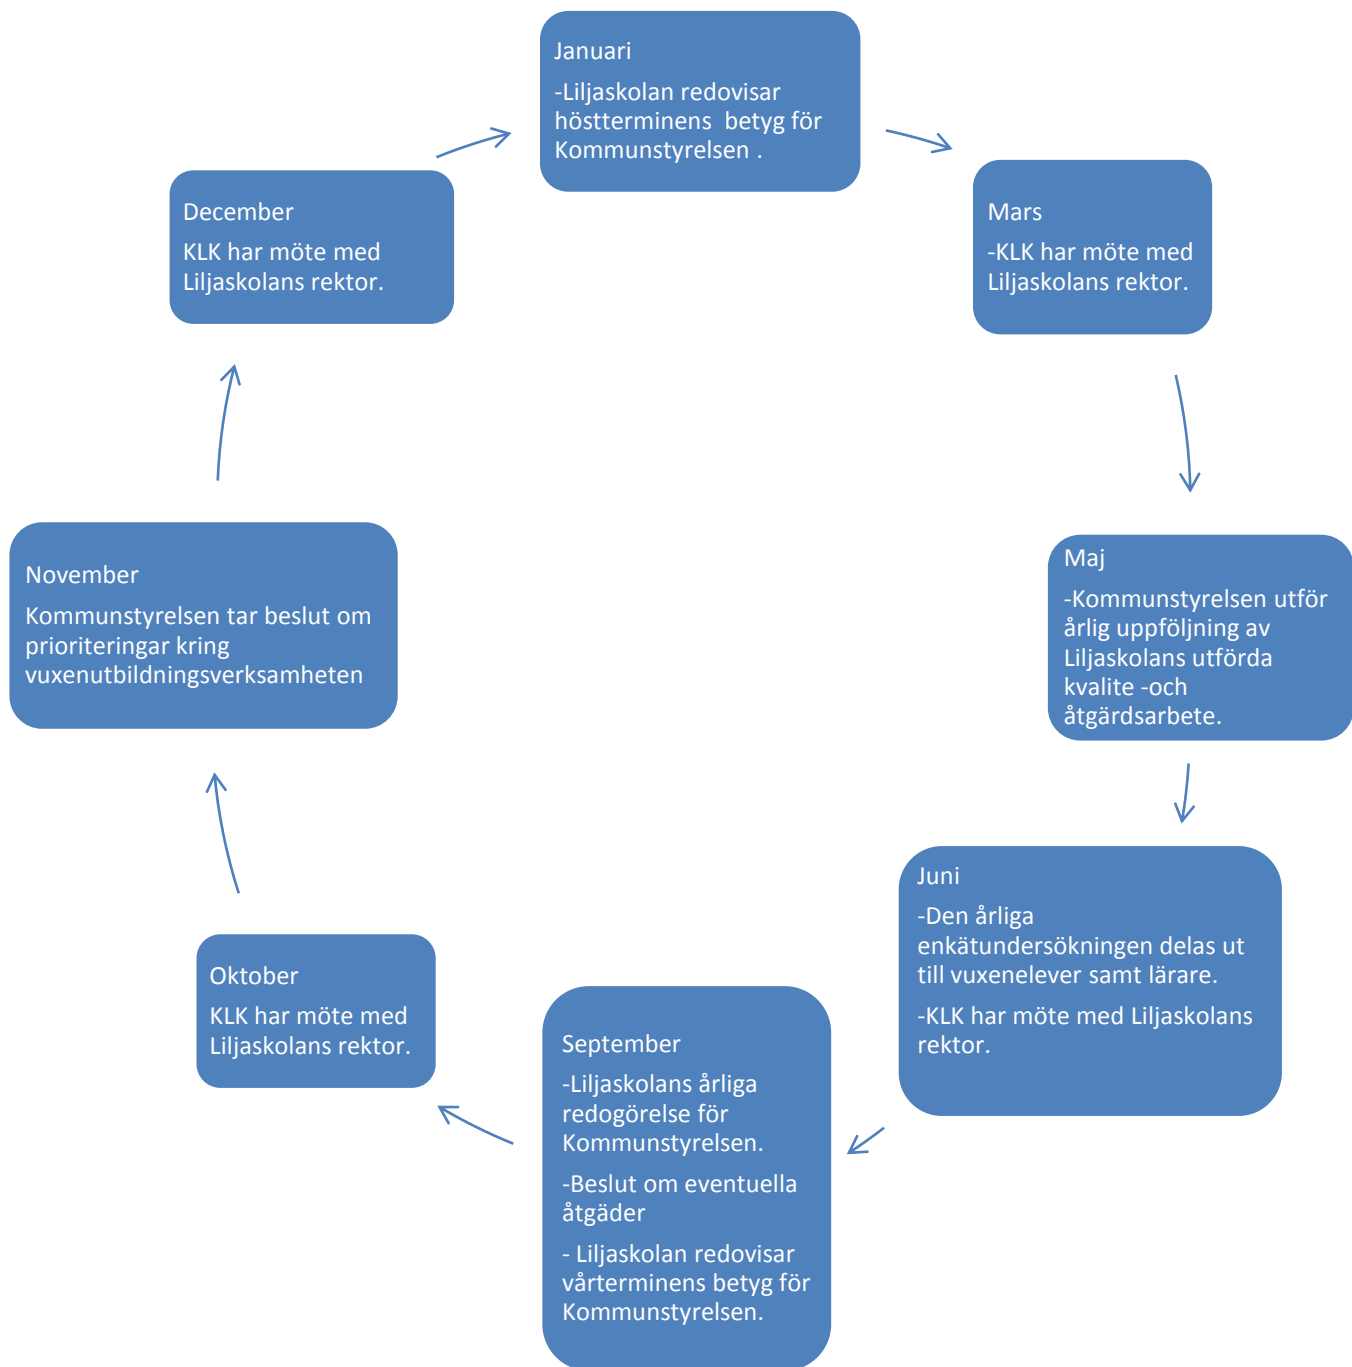 Januari
-Liljaskolan redovisar
höstterminens  betyg för
Kommunstyrelsen .
Mars
-KLK har möte med
Liljaskolans rektor.
Maj
-Kommunstyrelsen utför
årlig uppföljning av
Liljaskolans utförda
kvalite -och
åtgärdsarbete.
Juni
-Den årliga
enkätundersökningen delas ut
till vuxenelever samt lärare.
-KLK har möte med Liljaskolans
rektor.
September
-Liljaskolans årliga
redogörelse för
Kommunstyrelsen.
-Beslut om eventuella
åtgäder
- Liljaskolan redovisar
vårterminens betyg för
Kommunstyrelsen.
Oktober
KLK har möte med
Liljaskolans rektor.
November
Kommunstyrelsen tar beslut om
prioriteringar kring
vuxenutbildningsverksamheten
December
KLK har möte med
Liljaskolans rektor.